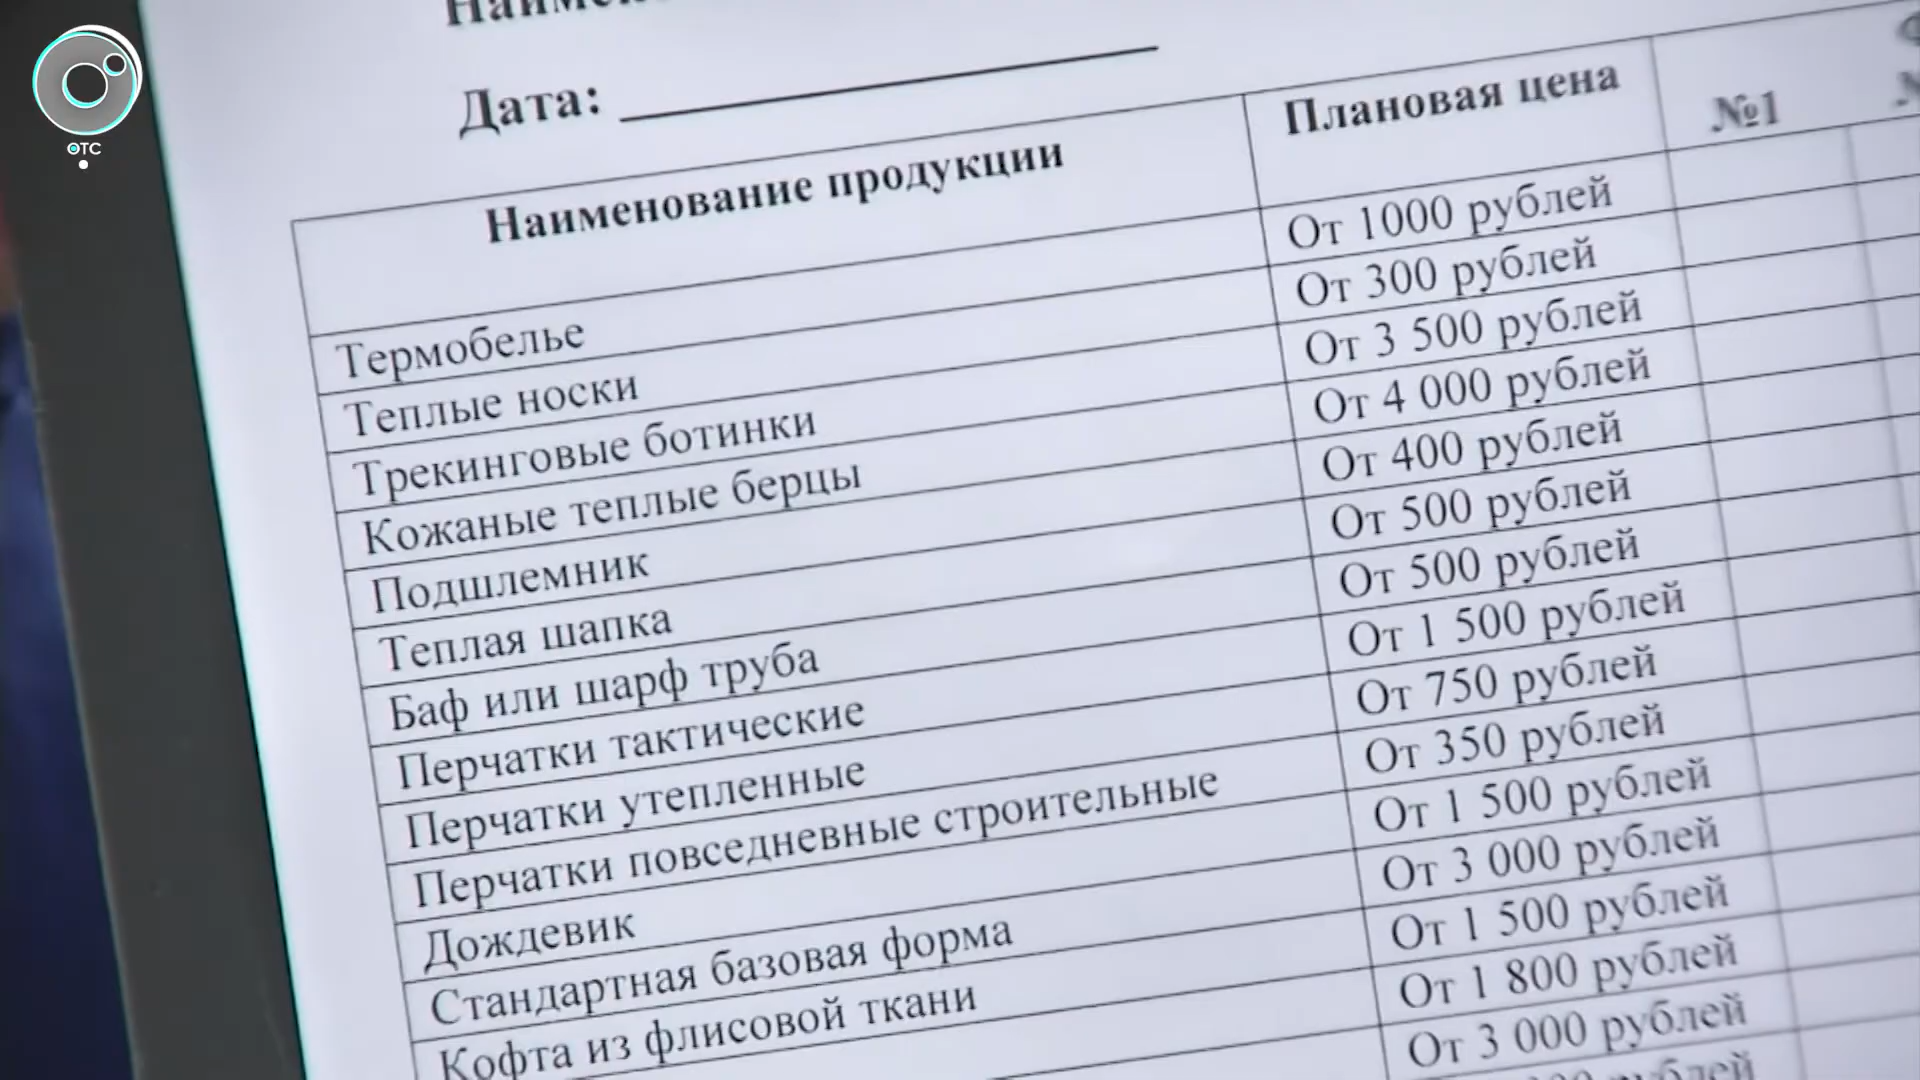 ОТС
Дата:
Наименование продукции Плановая цена №1
Термобелье От 1000 рублей
Теплые носки От 300 рублей
Трекинговые ботинки От 3 500 рублей
Кожаные теплые берцы От 4 000 рублей
Подшлемник От 400 рублей
Теплая шапка От 500 рублей
Баф или шарф труба От 500 рублей
Перчатки тактические От 1 500 рублей
Перчатки утепленные От 750 рублей
Перчатки повседневные строительные От 350 рублей
Дождевик От 1 500 рублей
Стандартная базовая форма От 3 000 рублей
Кофта из флисовой ткани От 1 500 рублей
От 1 800 рублей
От 3 000 рублей
рублей